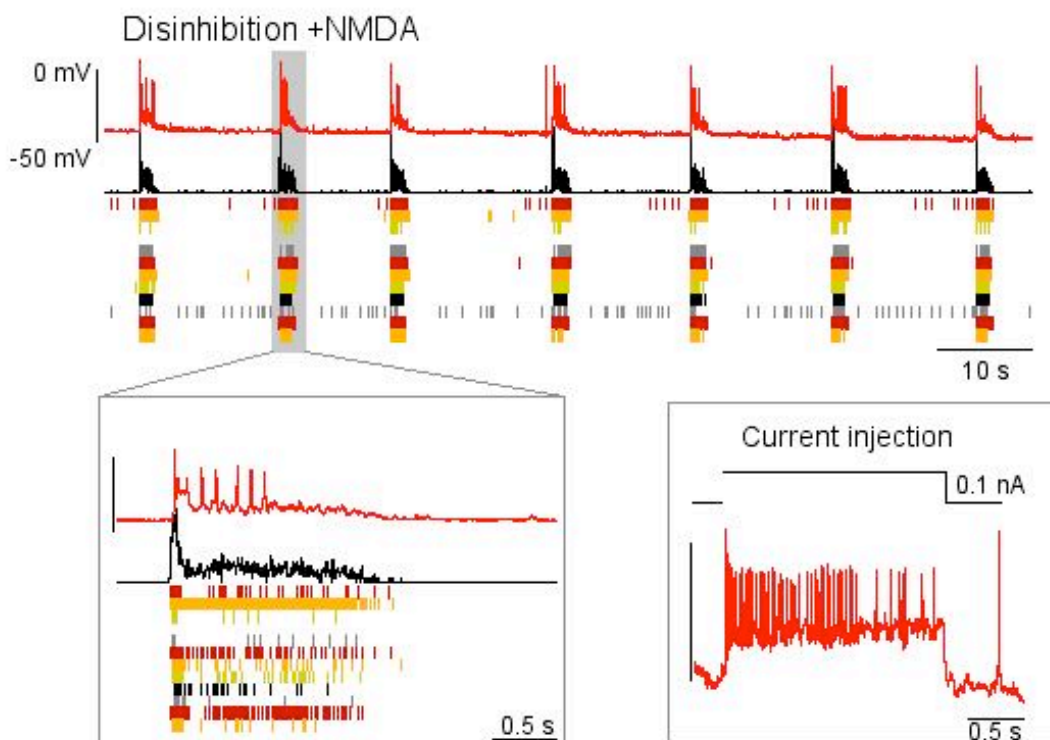 Disinhibition +NMDA
0 mV
-50 mV
10 s
Current injection
0.1 nA
0.5 s
0.5 s